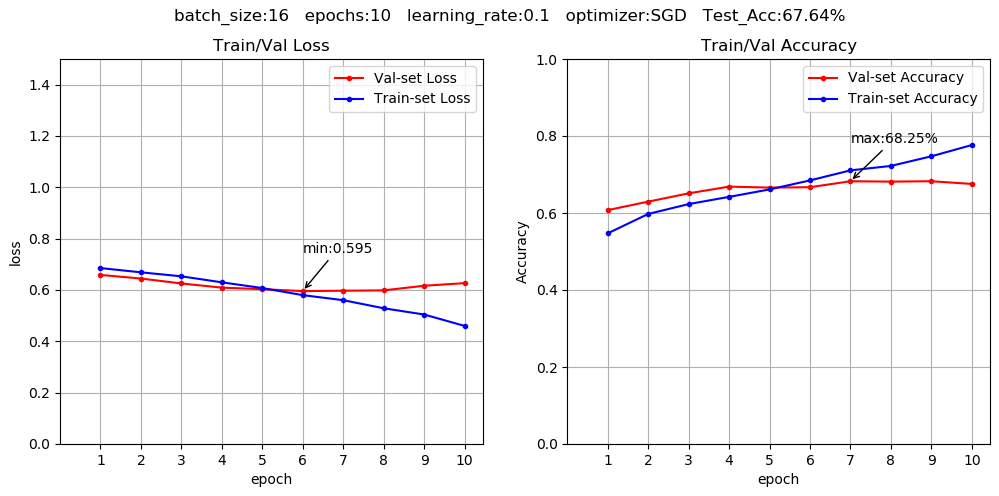 batch_size:16 epochs:10 learning_rate:0.1 optimizer:SGD Test_Acc:67.64%
Train/Val Loss
Val-set Loss
Train-set Loss
min:0.595
loss
1.4
1.2
1.0
0.8
0.6
0.4
0.2
0.0
1 2 3 4 5 6 7 8 9 10
epoch
Train/Val Accuracy
Val-set Accuracy
Train-set Accuracy
max:68.25%
Accuracy
1.0
0.8
0.6
0.4
0.2
0.0
1 2 3 4 5 6 7 8 9 10
epoch